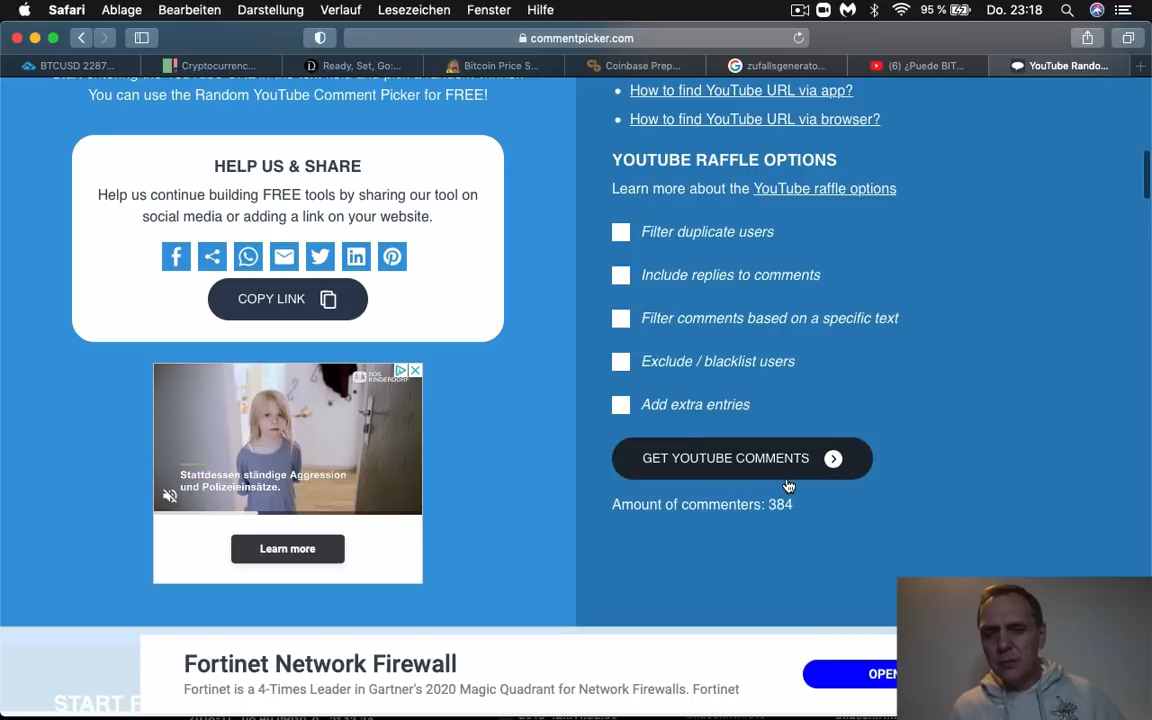 Safari Ablage Bearbeiten Darstellung Verlauf Lesezeichen Fenster Hilfe 95 % Do. 23:18
commentpicker.com
BTCUSD 2287... Cryptocurrenc... Ready, Set, Go:... Bitcoin Price S... Coinbase Prep... zufallsgenerato... (6) ¿Puede BIT... YouTube Rando...
You can use the Random YouTube Comment Picker for FREE!
HELP US & SHARE
Help us continue building FREE tools by sharing our tool on
social media or adding a link on your website.
COPY LINK
SOS
KINDERDORF
Stattdessen ständige Aggression
und Polizeieinsätze.
Learn more
How to find YouTube URL via app?
How to find YouTube URL via browser?
YOUTUBE RAFFLE OPTIONS
Learn more about the YouTube raffle options
Filter duplicate users
Include replies to comments
Filter comments based on a specific text
Exclude / blacklist users
Add extra entries
GET YOUTUBE COMMENTS
Amount of commenters: 384
Fortinet Network Firewall
Fortinet is a 4-Times Leader in Gartner's 2020 Magic Quadrant for Network Firewalls. Fortinet
OPEN
START